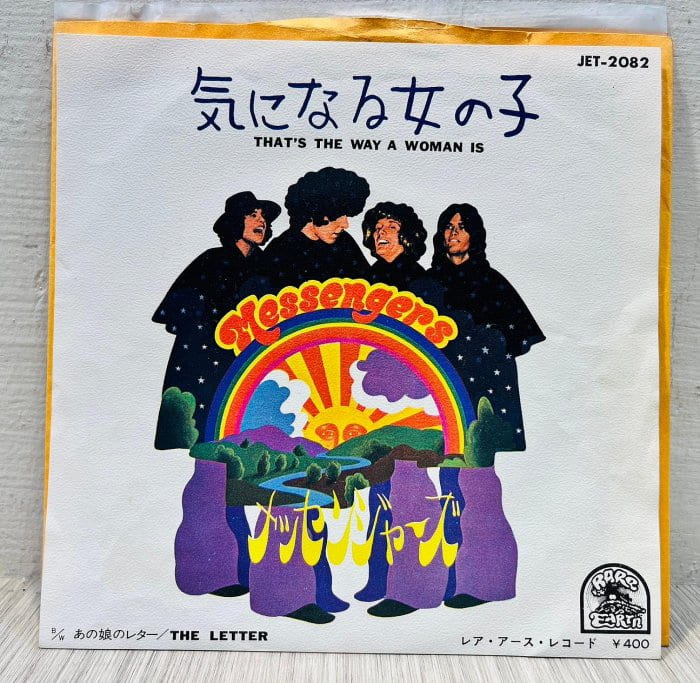 JET-2082
気になる女の子
THAT'S THE WAY A WOMAN IS
Messengers
メッセンジャーズ
B/W あの娘のレター/THE LETTER
RARE
EARTH
レア・アース・レコード ¥400